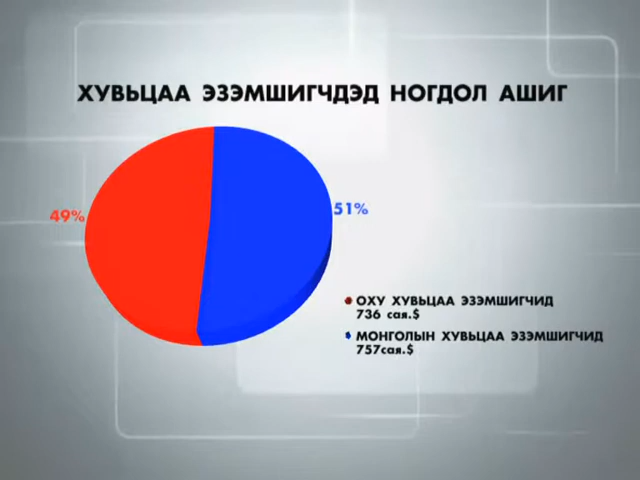 ХУВЬЦАА ЭЗЭМШИГЧДЭД НОГДОЛ АШИГ
49%
51%
ОХУ ХУВЬЦАА ЭЗЭМШИГЧИД
736 сая.$
МОНГОЛЫН ХУВЬЦАА ЭЗЭМШИГЧИД
757сая.$